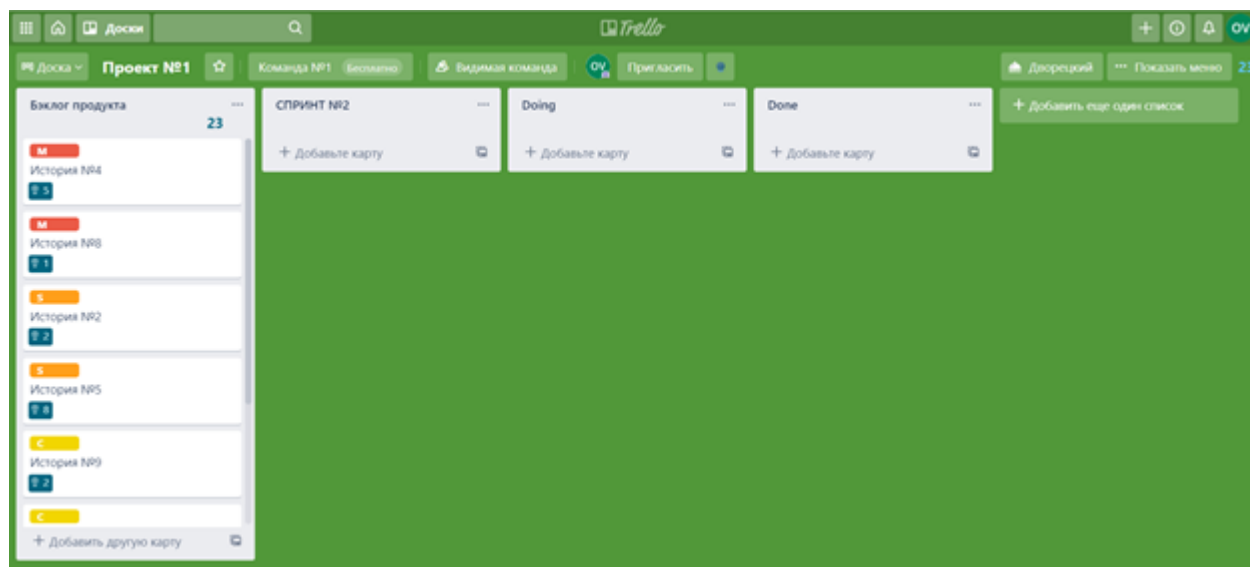 Доски
Trello
OV
Доска
Проект №1
Команда №1 Бесплатно
Видимая команда
OV
Пригласить
Дворецкий
Показать меню
23
Бэклог продукта
23
M
История №4
5
M
История №8
1
S
История №2
2
S
История №5
8
C
История №9
2
C
+ Добавить другую карту
СПРИНТ №2
+ Добавьте карту
Doing
+ Добавьте карту
Done
+ Добавьте карту
+ Добавить еще один список